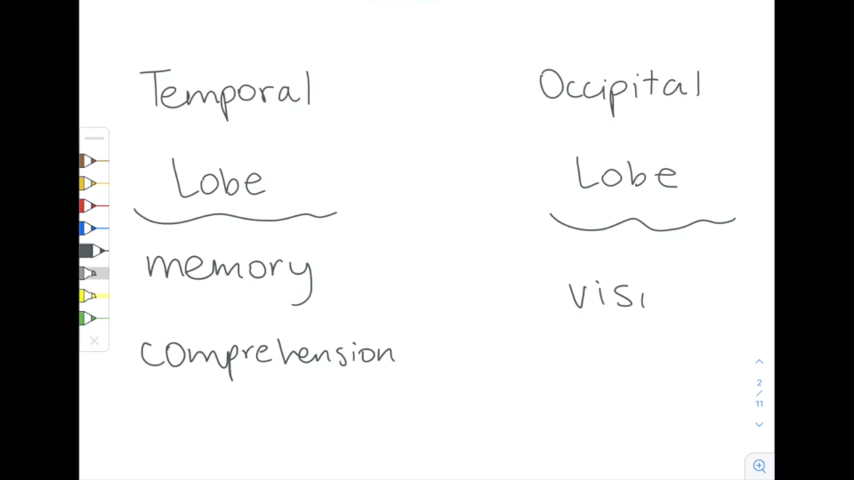 Temporal
Lobe
memory
comprehension
Occipital
Lobe
visi
2
/
11